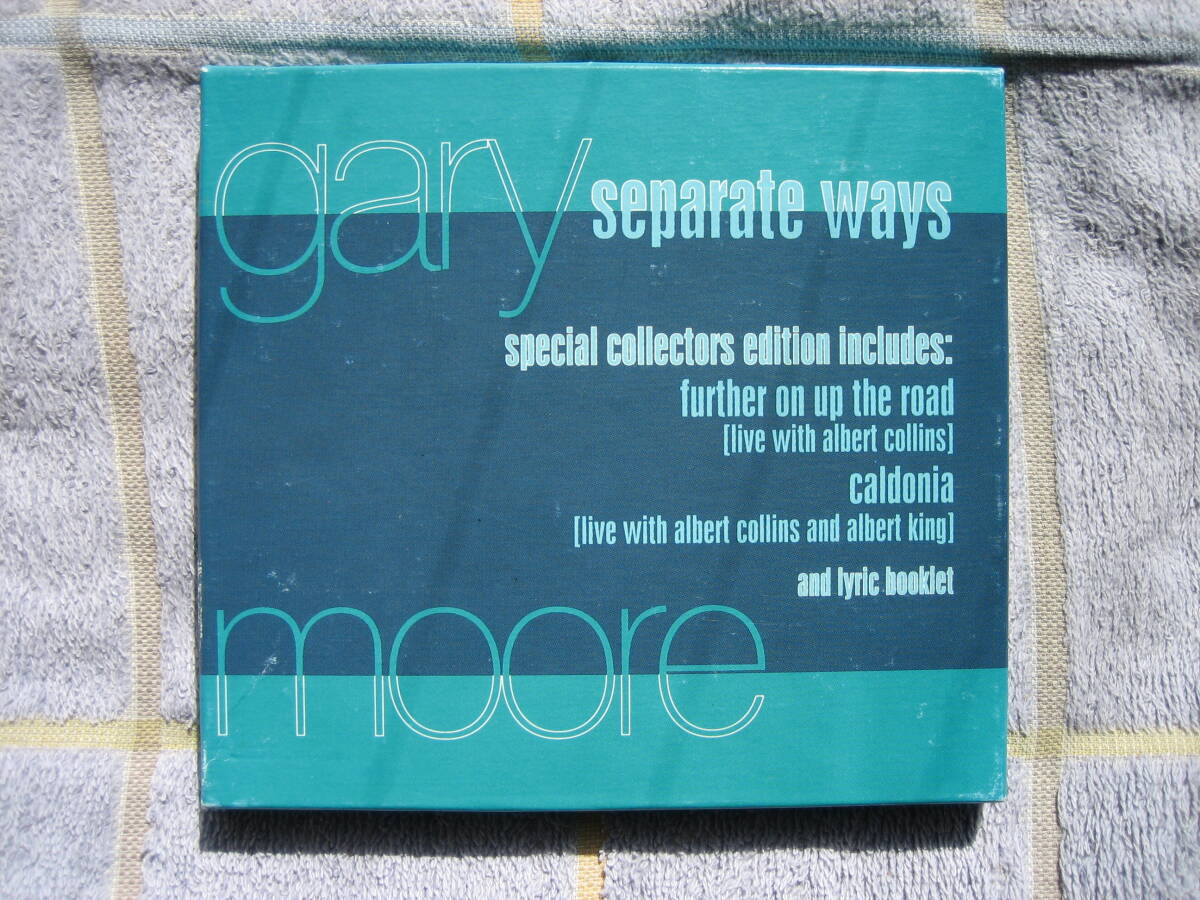 gary
separate ways
special collectors edition includes:
further on up the road
[live with albert collins]
caldonia
[live with albert collins and albert king]
and lyric booklet
moore